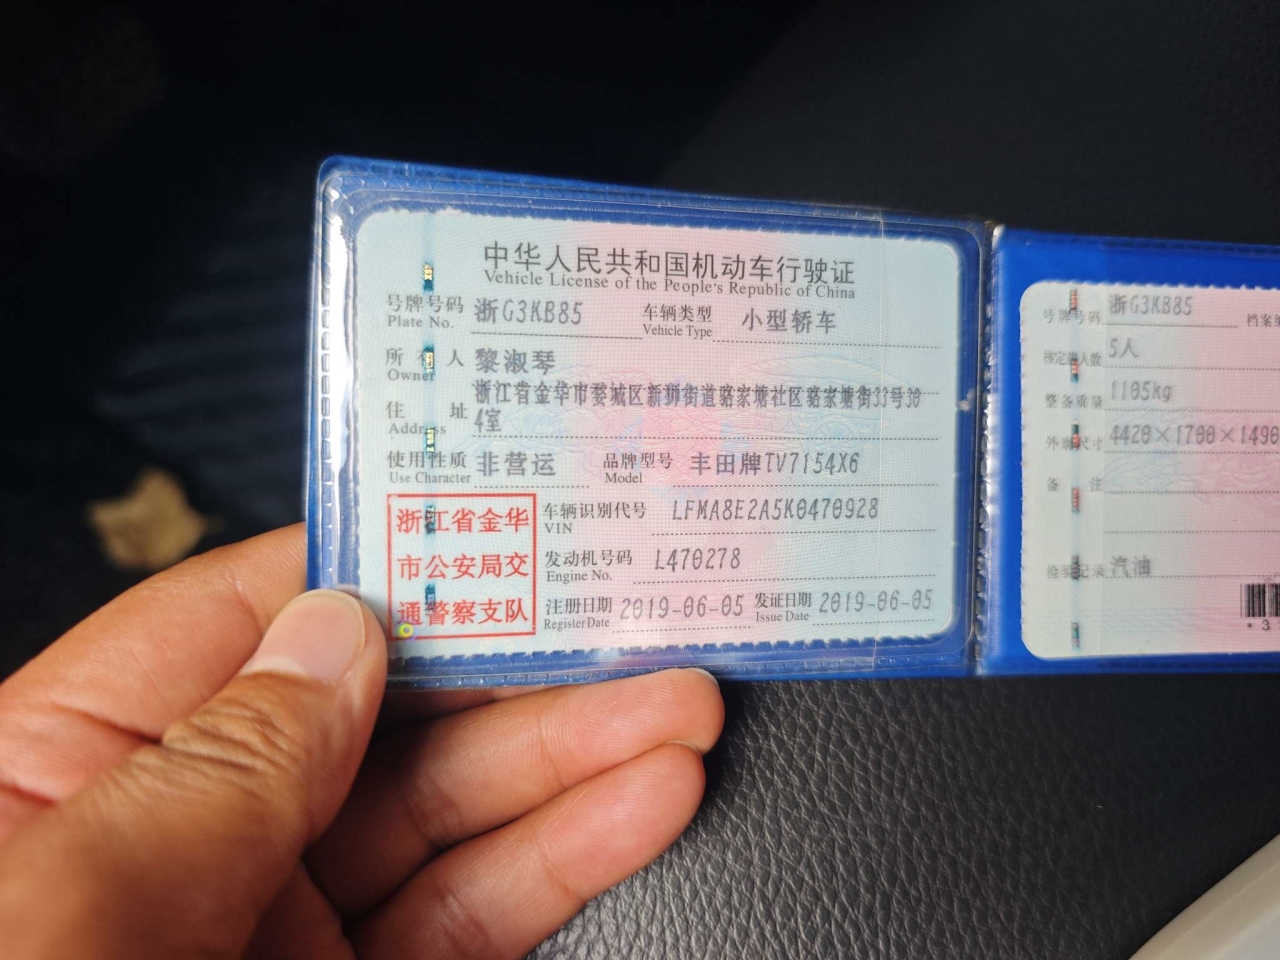 中华人民共和国机动车行驶证
Vehicle License of the People's Republic of China
号牌号码 浙G3KB85 车辆类型 小型轿车
Plate No. Vehicle Type
所有人 黎淑琴
Owner
浙江省金华市婺城区新狮街道骆家塘社区骆家塘街33号30
住址 4室
Address
使用性质 非营运 品牌型号 丰田牌TV7154X6
Use Character Model
浙江省金华
市公安局交
通警察支队
车辆识别代号 LFMA8E2A5K0470928
VIN
发动机号码 L470278
Engine No.
注册日期 2019-06-05 发证日期 2019-06-05
Register Date Issue Date
号牌号码 浙G3KB85 档案
核定载人数 5人
整备质量 1105kg
外廓尺寸 4420×1700×1490
备注
检验记录 汽油
*3